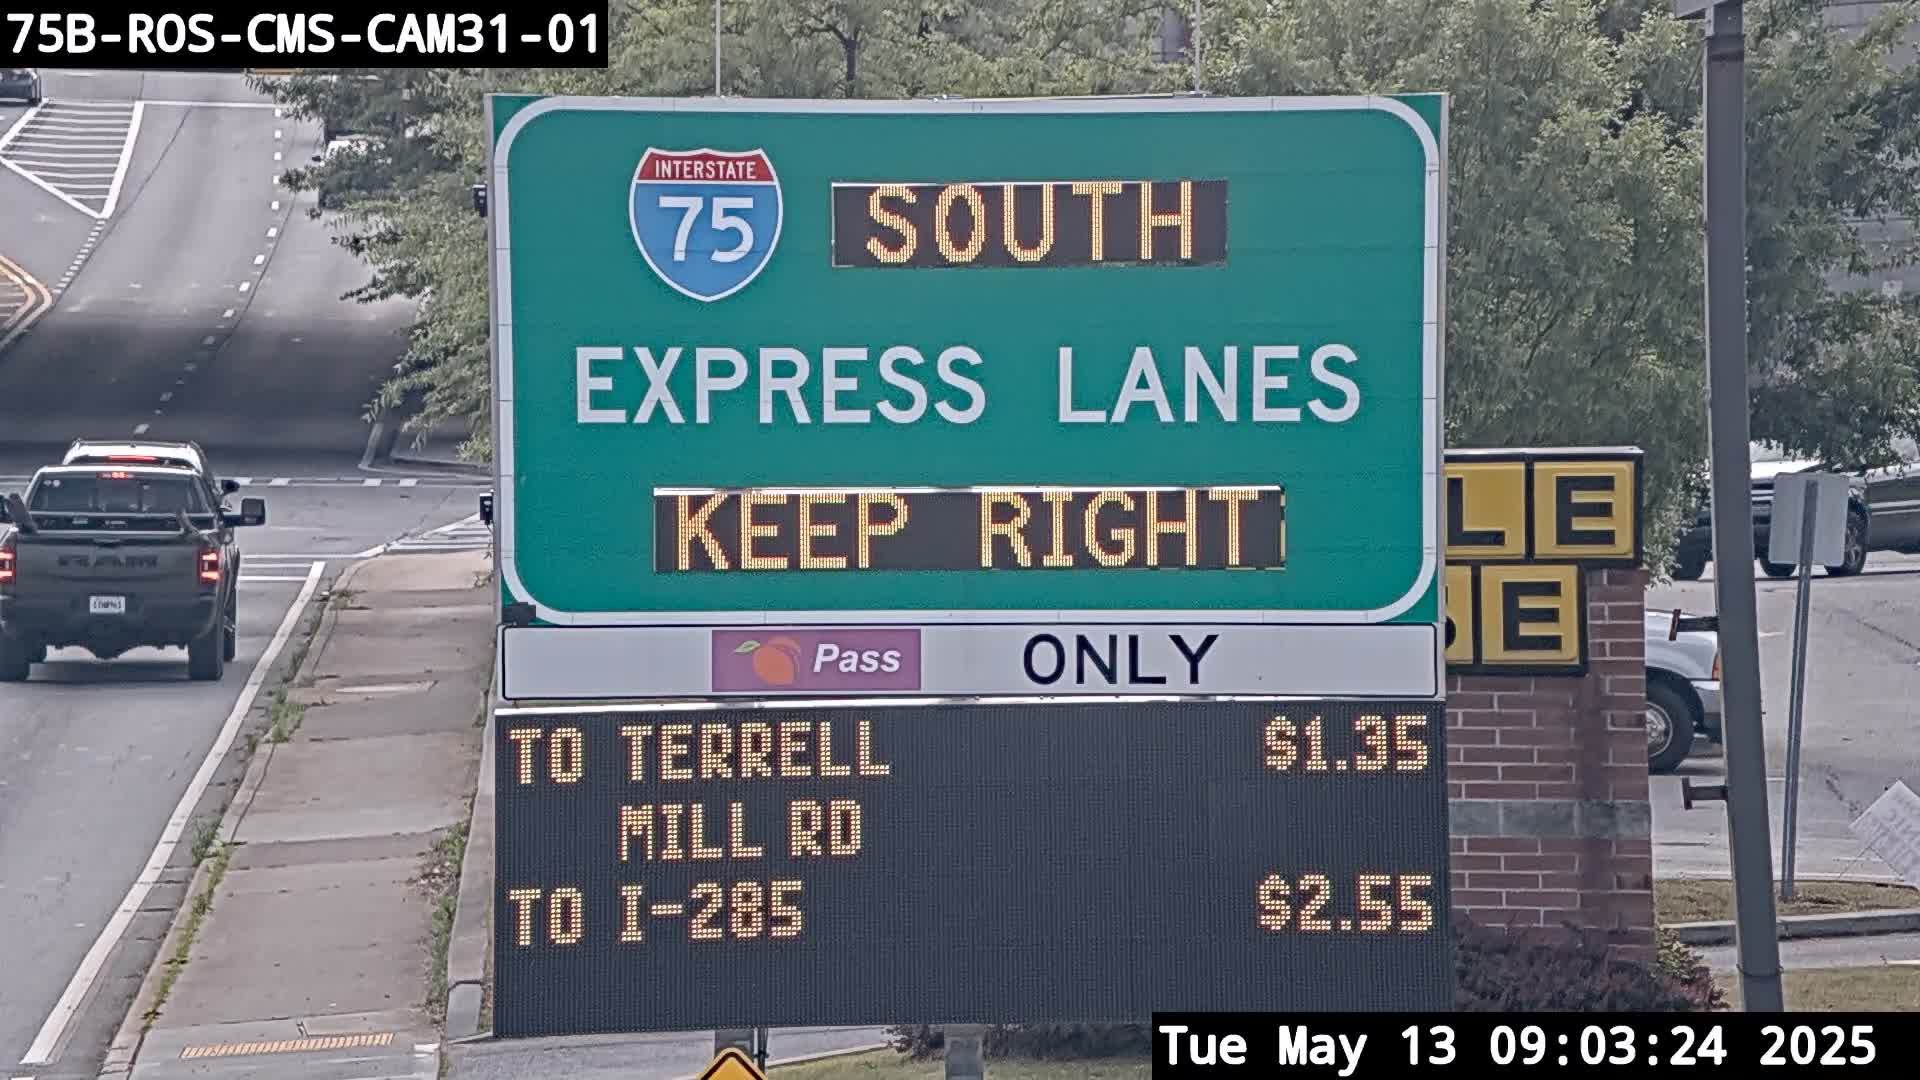 75B-ROS-CMS-CAM31-01
INTERSTATE
75
SOUTH
EXPRESS LANES
KEEP RIGHT
Pass ONLY
TO TERRELL $1.35
MILL RD
TO I-285 $2.55
LE
E
Tue May 13 09:03:24 2025